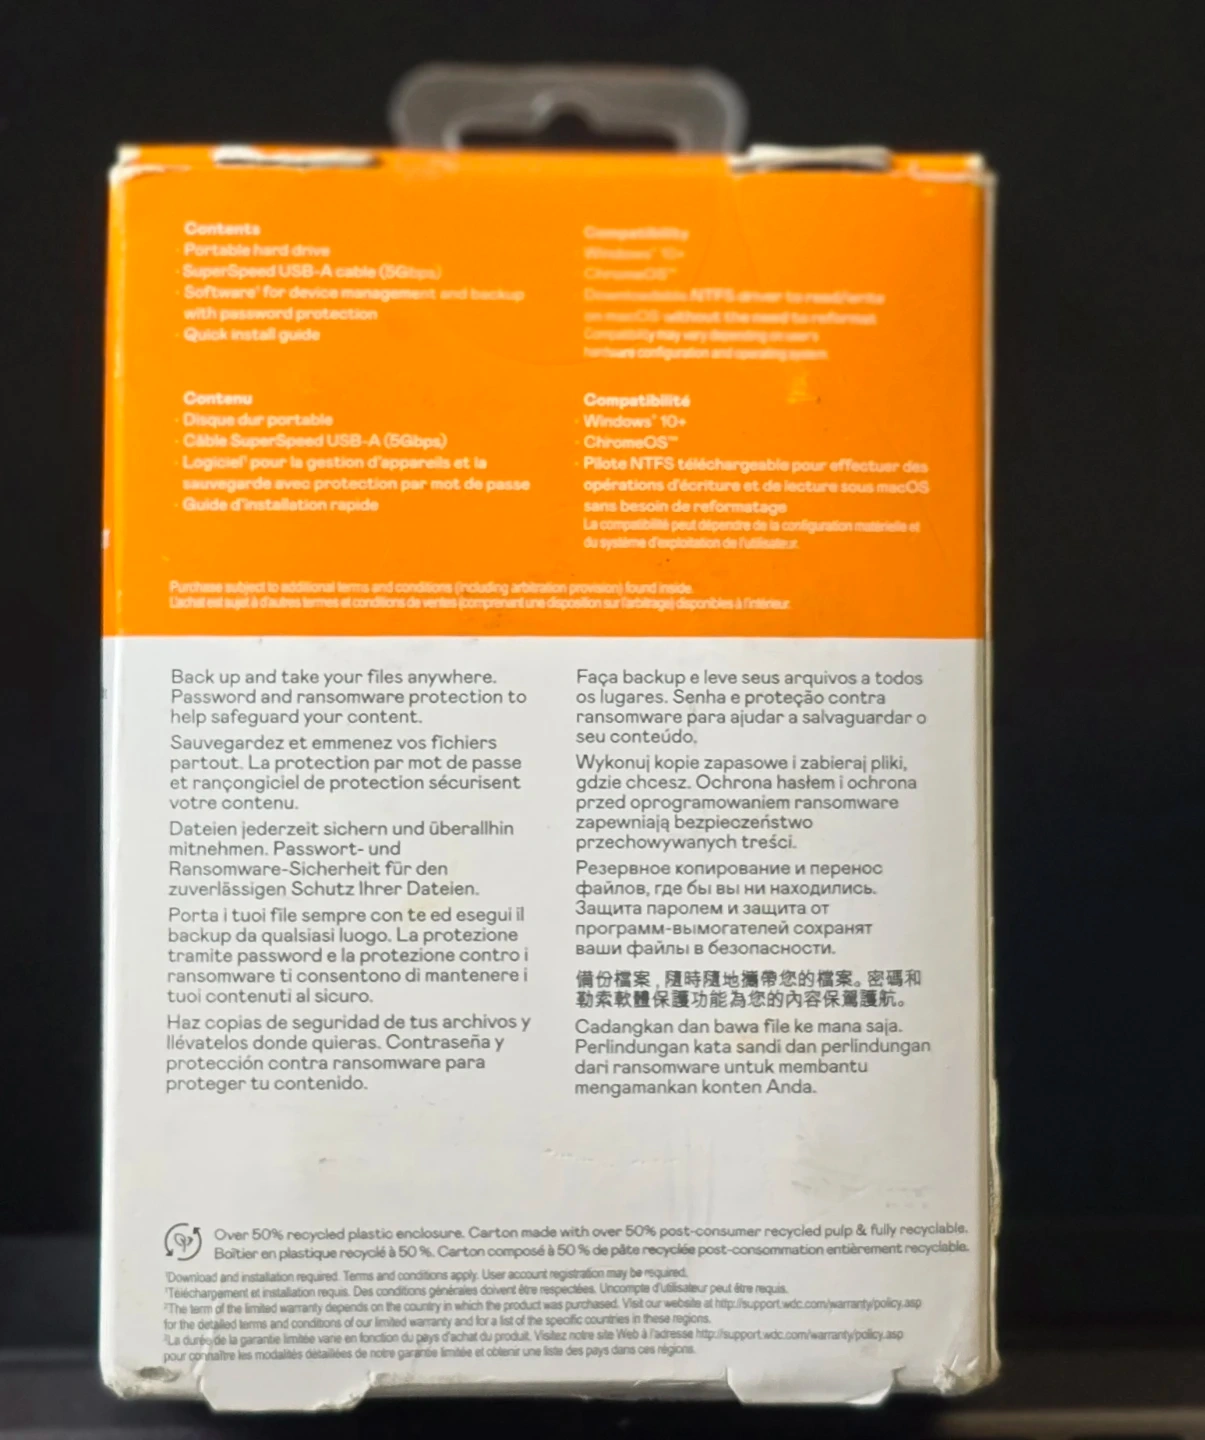 Contents
· Portable hard drive
· SuperSpeed USB-A cable (5Gbps)
· Software¹ for device management and backup
with password protection
· Quick install guide
Compatibility
Windows® 10+
ChromeOS™
Downloadable NTFS driver to read/write
on macOS without the need to reformat
Compatibility may vary depending on user's
hardware configuration and operating system.
Contenu
· Disque dur portable
· Câble SuperSpeed USB-A (5Gbps)
· Logiciel¹ pour la gestion d'appareils et la
sauvegarde avec protection par mot de passe
· Guide d'installation rapide
Compatibilité
· Windows® 10+
· ChromeOS™
· Pilote NTFS téléchargeable pour effectuer des
opérations d'écriture et de lecture sous macOS
sans besoin de reformatage
La compatibilité peut dépendre de la configuration matérielle et
du système d'exploitation de l'utilisateur.
Purchase subject to additional terms and conditions (including arbitration provision) found inside.
L'achat est sujet à d'autres termes et conditions de ventes (comprenant une disposition sur l'arbitrage) disponibles à l'intérieur.
Back up and take your files anywhere.
Password and ransomware protection to
help safeguard your content.
Sauvegardez et emmenez vos fichiers
partout. La protection par mot de passe
et rançongiciel de protection sécurisent
votre contenu.
Dateien jederzeit sichern und überallhin
mitnehmen. Passwort- und
Ransomware-Sicherheit für den
zuverlässigen Schutz Ihrer Dateien.
Porta i tuoi file sempre con te ed esegui il
backup da qualsiasi luogo. La protezione
tramite password e la protezione contro i
ransomware ti consentono di mantenere i
tuoi contenuti al sicuro.
Haz copias de seguridad de tus archivos y
llévatelos donde quieras. Contraseña y
protección contra ransomware para
proteger tu contenido.
Faça backup e leve seus arquivos a todos
os lugares. Senha e proteção contra
ransomware para ajudar a salvaguardar o
seu conteúdo.
Wykonuj kopie zapasowe i zabieraj pliki,
gdzie chcesz. Ochrona hasłem i ochrona
przed oprogramowaniem ransomware
zapewniają bezpieczeństwo
przechowywanych treści.
Резервное копирование и перенос
файлов, где бы вы ни находились.
Защита паролем и защита от
программ-вымогателей сохранят
ваши файлы в безопасности.
備份檔案，隨時隨地攜帶您的檔案。密碼和
勒索軟體保護功能為您的內容保駕護航。
Cadangkan dan bawa file ke mana saja.
Perlindungan kata sandi dan perlindungan
dari ransomware untuk membantu
mengamankan konten Anda.
Over 50% recycled plastic enclosure. Carton made with over 50% post-consumer recycled pulp & fully recyclable.
Boîtier en plastique recyclé à 50 %. Carton composé à 50 % de pâte recyclée post-consommation entièrement recyclable.
¹Download and installation required. Terms and conditions apply. User account registration may be required.
¹Téléchargement et installation requis. Des conditions générales doivent être respectées. Un compte d'utilisateur peut être requis.
²The term of the limited warranty depends on the country in which the product was purchased. Visit our website at http://support.wdc.com/warranty/policy.asp
for the detailed terms and conditions of our limited warranty and for a list of the specific countries in these regions.
²La durée de la garantie limitée varie en fonction du pays d'achat du produit. Visitez notre site Web à l'adresse http://support.wdc.com/warranty/policy.asp
pour connaître les modalités détaillées de notre garantie limitée et obtenir une liste des pays dans ces régions.